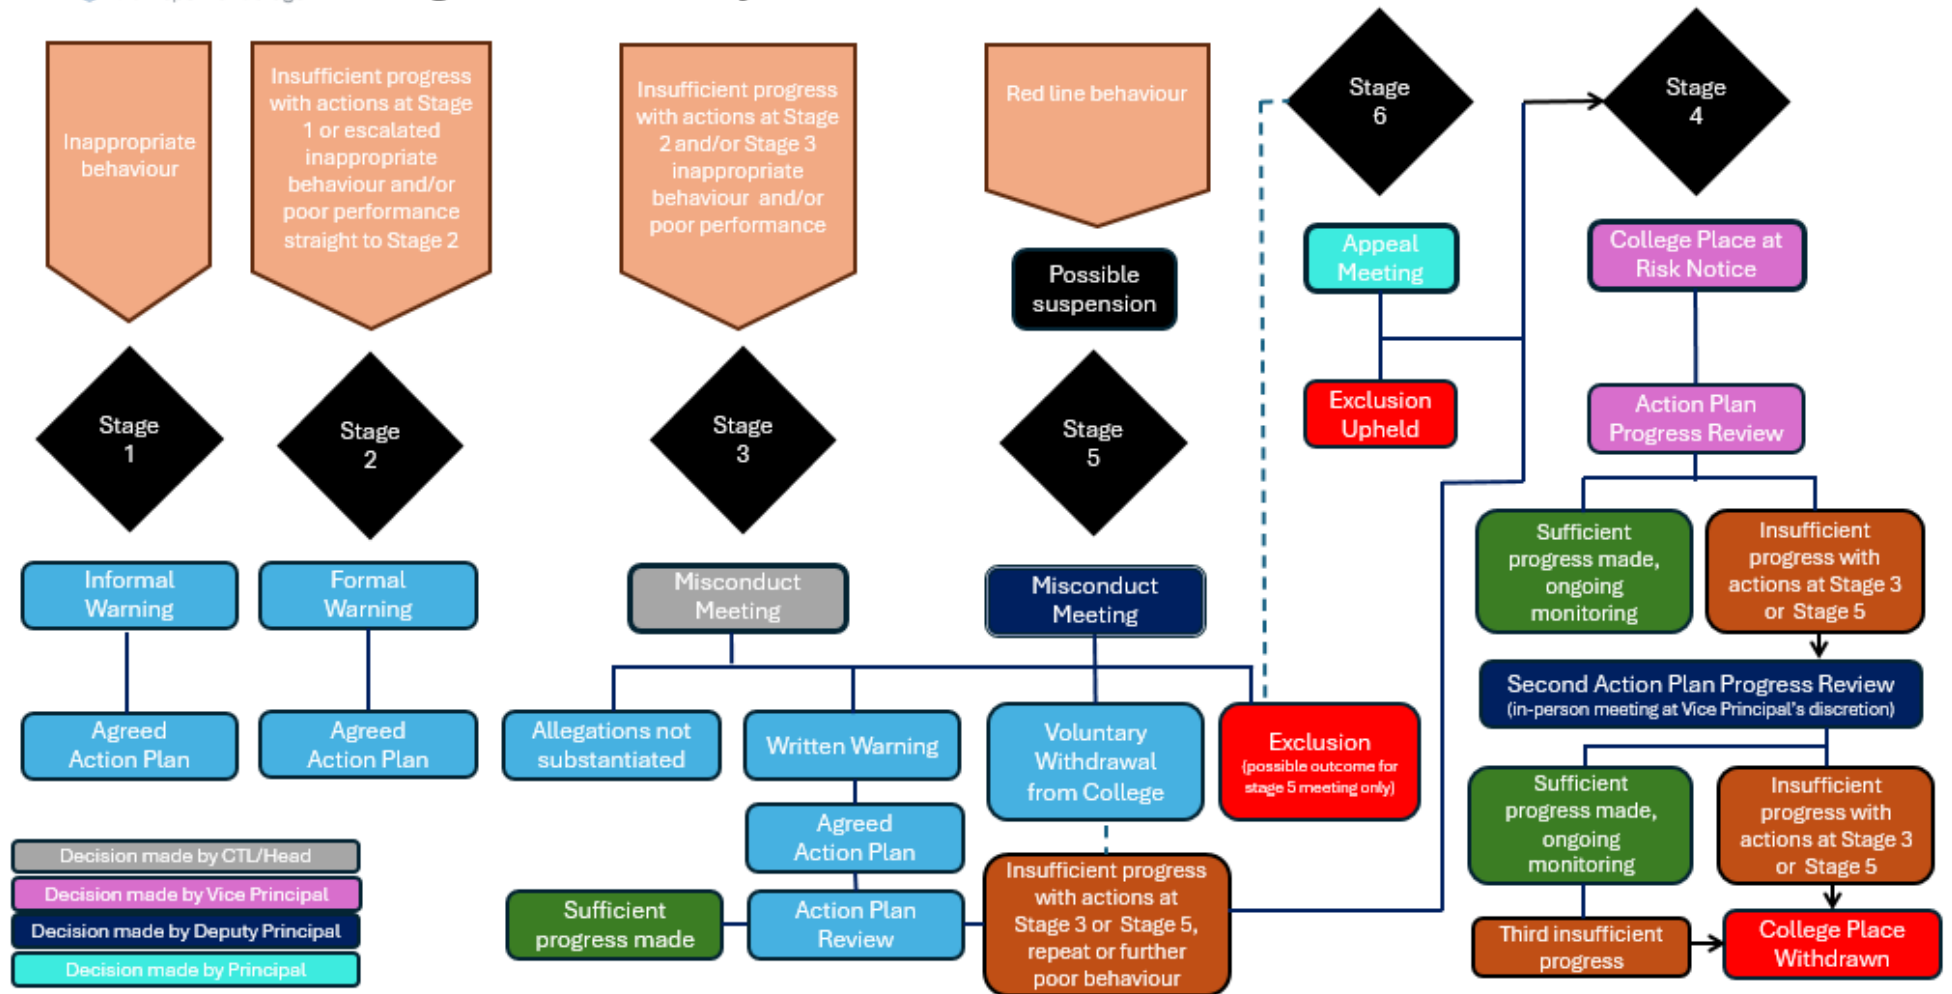 Inappropriate
behaviour
Insufficient progress
with actions at Stage
1 or escalated
inappropriate
behaviour and/or
poor performance
straight to Stage 2
Insufficient progress
with actions at Stage
2 and/or Stage 3
inappropriate
behaviour and/or
poor performance
Red line behaviour
Possible
suspension
Stage
6
Stage
4
Appeal
Meeting
College Place at
Risk Notice
Exclusion
Upheld
Action Plan
Progress Review
Stage
1
Stage
2
Stage
3
Stage
5
Sufficient
progress made,
ongoing
monitoring
Insufficient
progress with
actions at Stage 3
or Stage 5
Informal
Warning
Formal
Warning
Misconduct
Meeting
Misconduct
Meeting
Second Action Plan Progress Review
(in-person meeting at Vice Principal's discretion)
Agreed
Action Plan
Agreed
Action Plan
Allegations not
substantiated
Written Warning
Voluntary
Withdrawal
from College
Exclusion
(possible outcome for
stage 5 meeting only)
Sufficient
progress made,
ongoing
monitoring
Insufficient
progress with
actions at Stage 3
or Stage 5
Agreed
Action Plan
Decision made by CTL/Head
Decision made by Vice Principal
Decision made by Deputy Principal
Decision made by Principal
Sufficient
progress made
Action Plan
Review
Insufficient progress
with actions at
Stage 3 or Stage 5,
repeat or further
poor behaviour
Third insufficient
progress
College Place
Withdrawn